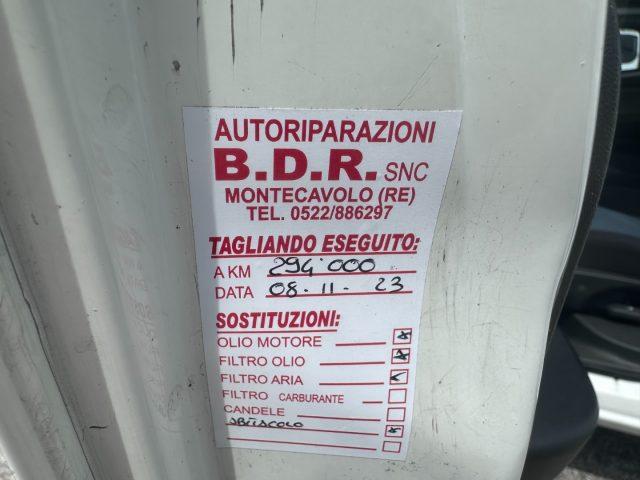 AUTORIPARAZIONI
B.D.R. SNC
MONTECAVOLO (RE)
TEL. 0522/886297
TAGLIANDO ESEGUITO:
A KM 294'000
DATA 08.11.23
SOSTITUZIONI:
OLIO MOTORE
FILTRO OLIO
FILTRO ARIA
FILTRO CARBURANTE
CANDELE